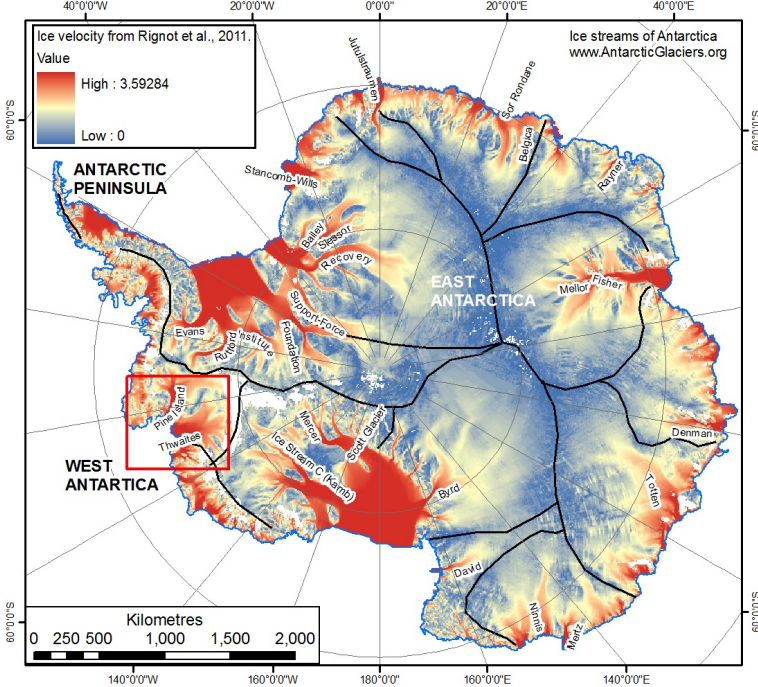 40°0'0"W
20°0'0"W
0°0'0"
20°0'0"E
40°0'0"E
Ice velocity from Rignot et al., 2011.
Value
High : 3.59284
Low : 0
Ice streams of Antarctica
www.AntarcticGlaciers.org
60°0'0"S
60°0'0"S
Jutulstraumen
Sor Rondane
Belgica
Rayner
ANTARCTIC
PENINSULA
Stancomb-Wills
Bailey
Slessor
Recovery
EAST
ANTARCTICA
Mellor
Fisher
Support-Force
Evans
Rutford
Institute
Foundation
Pine Island
Thwaites
WEST
ANTARTICA
Mercer
Scott Glacier
Ice Stream C (Kamb)
Byrd
Denman
Totten
David
Ninnis
Mertz
60°0'0"S
60°0'0"S
Kilometres
0 250 500 1,000 1,500 2,000
140°0'0"W
160°0'0"W
180°0'0"
160°0'0"E
140°0'0"E